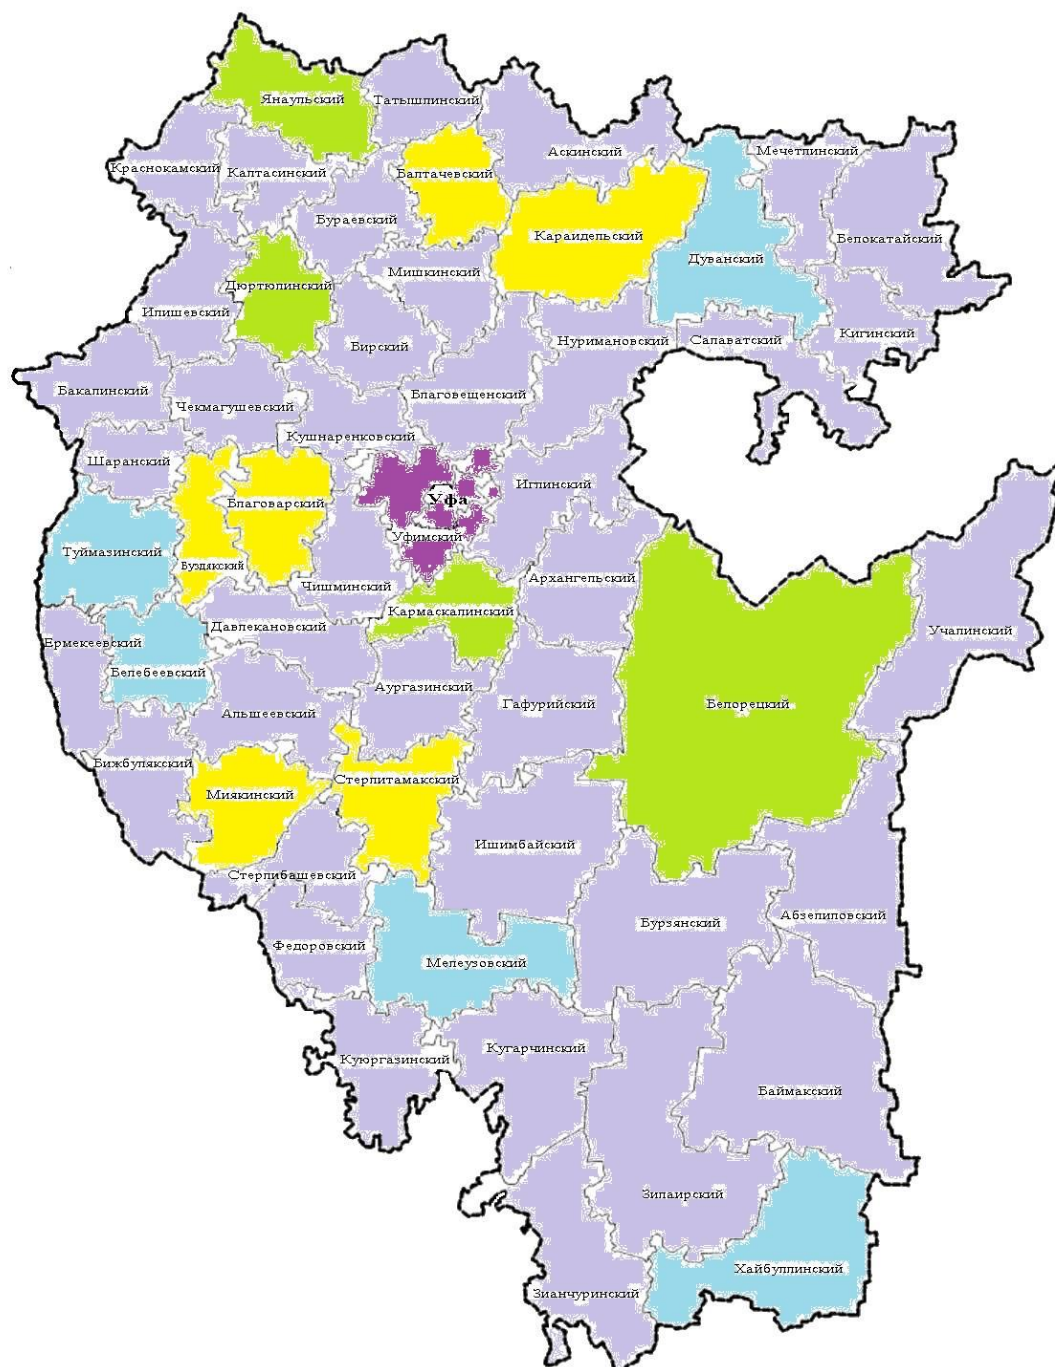 Янаульский
Татышлинский
Аскинский
Мечетлинский
Краснокамский
Калтасинский
Балтачевский
Бураевский
Караидельский
Белокатайский
Дуванский
Мишкинский
Дюртюлинский
Илишевский
Бирский
Нуримановский
Салаватский
Кигинский
Бакалинский
Благовещенский
Чекмагушевский
Кушнаренковский
Шаранский
Иглинский
Уфа
Благоварский
Уфимский
Туймазинский
Буздякский
Архангельский
Чишминский
Кармаскалинский
Давлекановский
Учалинский
Ермекеевский
Белебеевский
Аургазинский
Гафурийский
Белорецкий
Альшеевский
Бижбулякский
Стерлитамакский
Миякинский
Ишимбайский
Стерлибашевский
Абзелиповский
Бурзянский
Федоровский
Мелеузовский
Кугарчинский
Куюргазинский
Баймакский
Зилаирский
Хайбуллинский
Зианчуринский